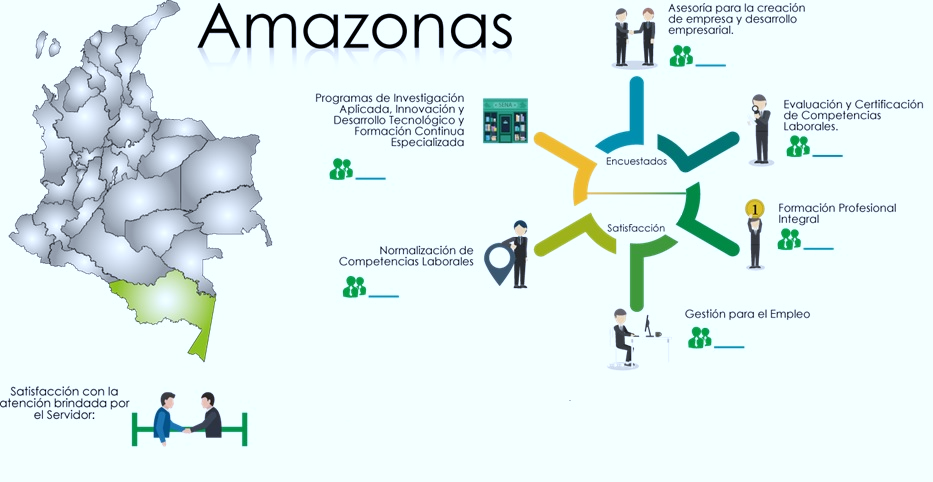 Amazonas
Asesoría para la creación
de empresa y desarrollo
empresarial.
Programas de Investigación
Aplicada, Innovación y
Desarrollo Tecnológico y
Formación Continua
Especializada
SENA
Evaluación y Certificación
de Competencias
Laborales.
Encuestados
Satisfacción
1
Formación Profesional
Integral
Normalización de
Competencias Laborales
Gestión para el Empleo
Satisfacción con la
atención brindada por
el Servidor: